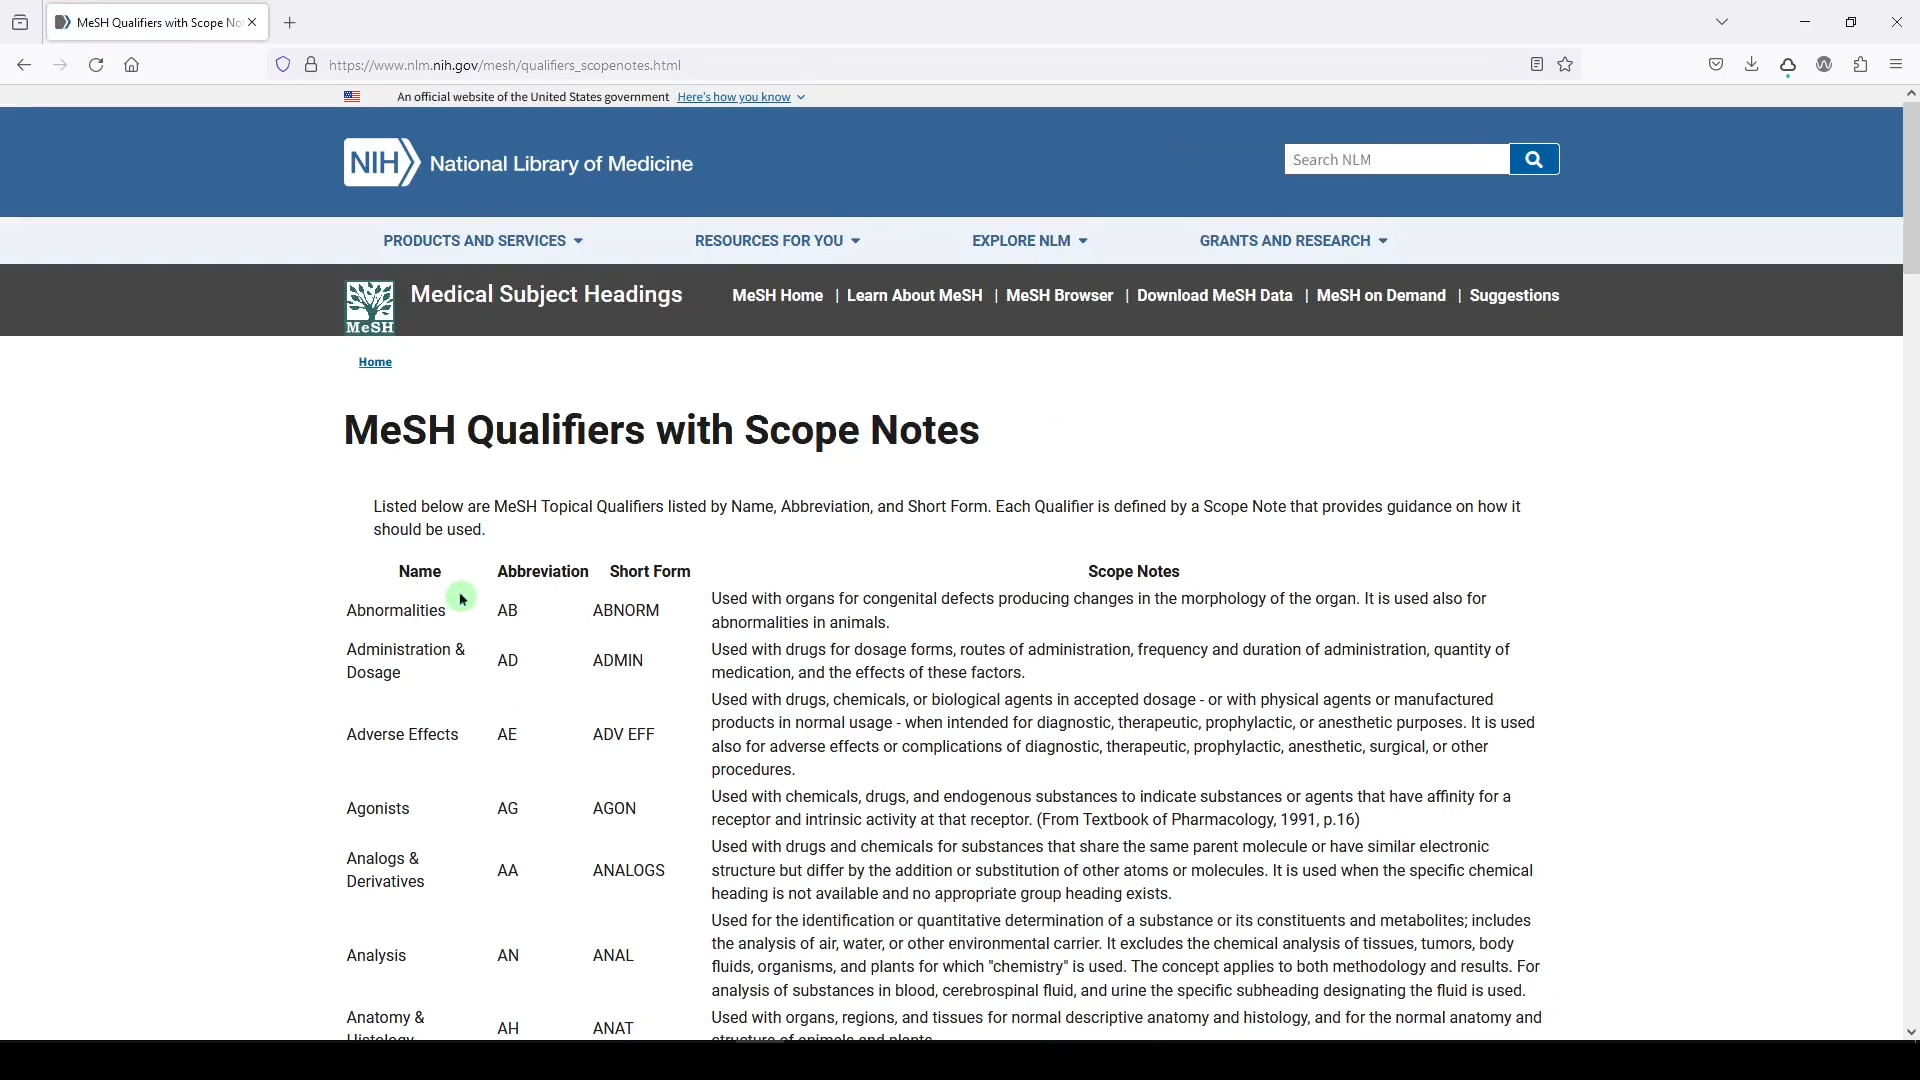 MeSH Qualifiers with Scope No
https://www.nlm.nih.gov/mesh/qualifiers_scopenotes.html
An official website of the United States government Here's how you know
NIH National Library of Medicine
Search NLM
PRODUCTS AND SERVICES RESOURCES FOR YOU EXPLORE NLM GRANTS AND RESEARCH
MeSH
Medical Subject Headings MeSH Home | Learn About MeSH | MeSH Browser | Download MeSH Data | MeSH on Demand | Suggestions
Home
MeSH Qualifiers with Scope Notes
Listed below are MeSH Topical Qualifiers listed by Name, Abbreviation, and Short Form. Each Qualifier is defined by a Scope Note that provides guidance on how it
should be used.
Name Abbreviation Short Form Scope Notes
Abnormalities AB ABNORM
Used with organs for congenital defects producing changes in the morphology of the organ. It is used also for
abnormalities in animals.
Administration &
Dosage
AD ADMIN
Used with drugs for dosage forms, routes of administration, frequency and duration of administration, quantity of
medication, and the effects of these factors.
Adverse Effects AE ADV EFF
Used with drugs, chemicals, or biological agents in accepted dosage - or with physical agents or manufactured
products in normal usage - when intended for diagnostic, therapeutic, prophylactic, or anesthetic purposes. It is used
also for adverse effects or complications of diagnostic, therapeutic, prophylactic, anesthetic, surgical, or other
procedures.
Agonists AG AGON
Used with chemicals, drugs, and endogenous substances to indicate substances or agents that have affinity for a
receptor and intrinsic activity at that receptor. (From Textbook of Pharmacology, 1991, p.16)
Analogs &
Derivatives
AA ANALOGS
Used with drugs and chemicals for substances that share the same parent molecule or have similar electronic
structure but differ by the addition or substitution of other atoms or molecules. It is used when the specific chemical
heading is not available and no appropriate group heading exists.
Analysis AN ANAL
Used for the identification or quantitative determination of a substance or its constituents and metabolites; includes
the analysis of air, water, or other environmental carrier. It excludes the chemical analysis of tissues, tumors, body
fluids, organisms, and plants for which "chemistry" is used. The concept applies to both methodology and results. For
analysis of substances in blood, cerebrospinal fluid, and urine the specific subheading designating the fluid is used.
Anatomy &
Histology
AH ANAT
Used with organs, regions, and tissues for normal descriptive anatomy and histology, and for the normal anatomy and
structure of animals and plants.